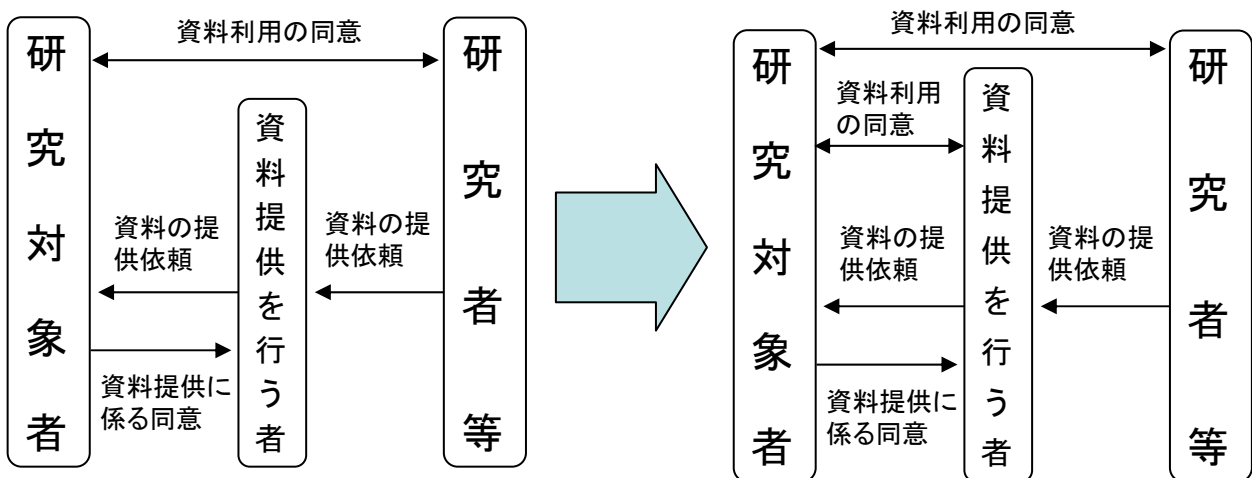 資料利用の同意
研究対象者
資料提供を行う者
研究者等
資料の提
供依頼
資料の提
供依頼
資料提供に
係る同意
資料利用の同意
研究対象者
資料利用
の同意
資料提供を行う者
研究者等
資料の提
供依頼
資料の提
供依頼
資料提供に
係る同意